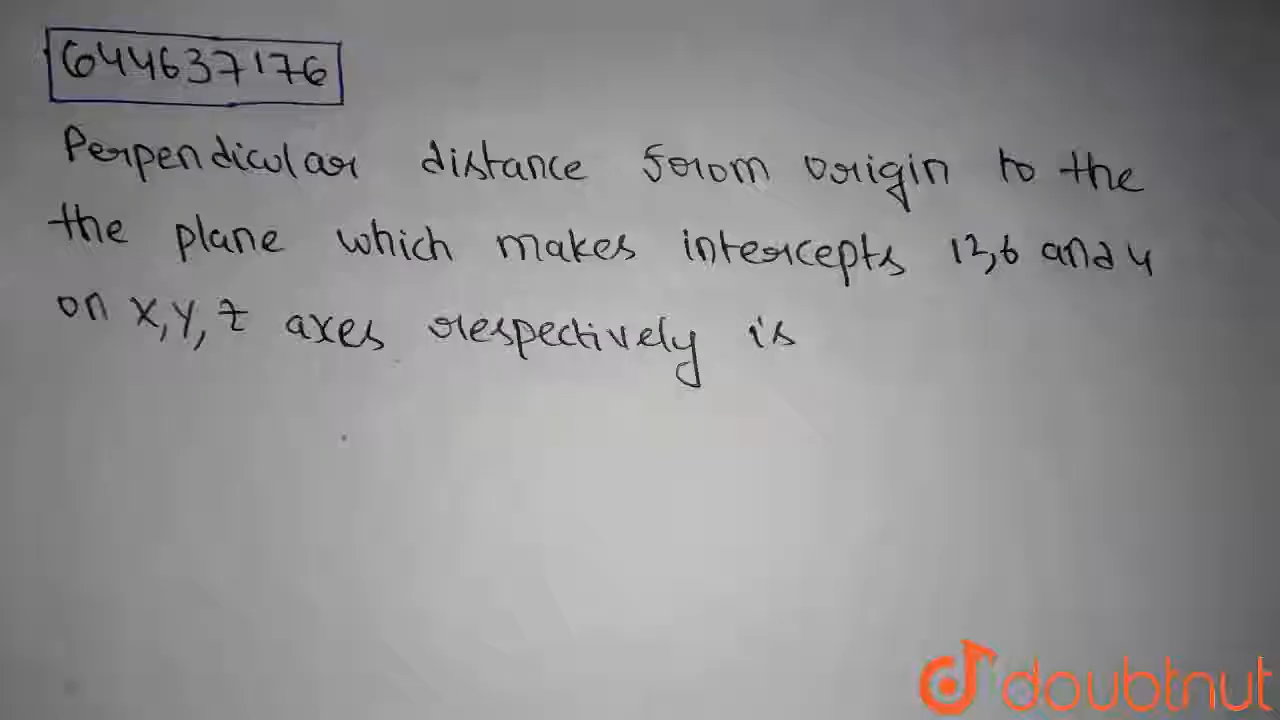 644637176
Perpendicular distance from origin to the
the plane which makes intercepts 12,6 and 4
on X,Y,Z axes respectively is
doubtnut